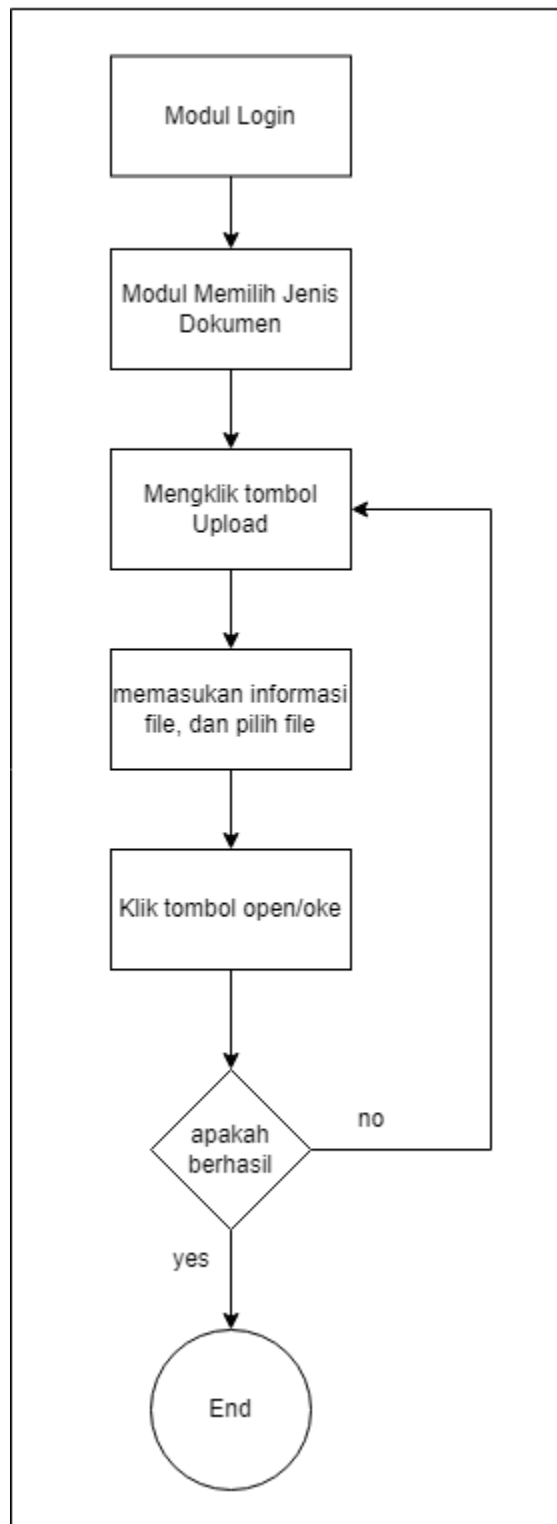 Modul Login
Modul Memilih Jenis
Dokumen
Mengklik tombol
Upload
memasukan informasi
file, dan pilih file
Klik tombol open/oke
apakah
berhasil
no
yes
End